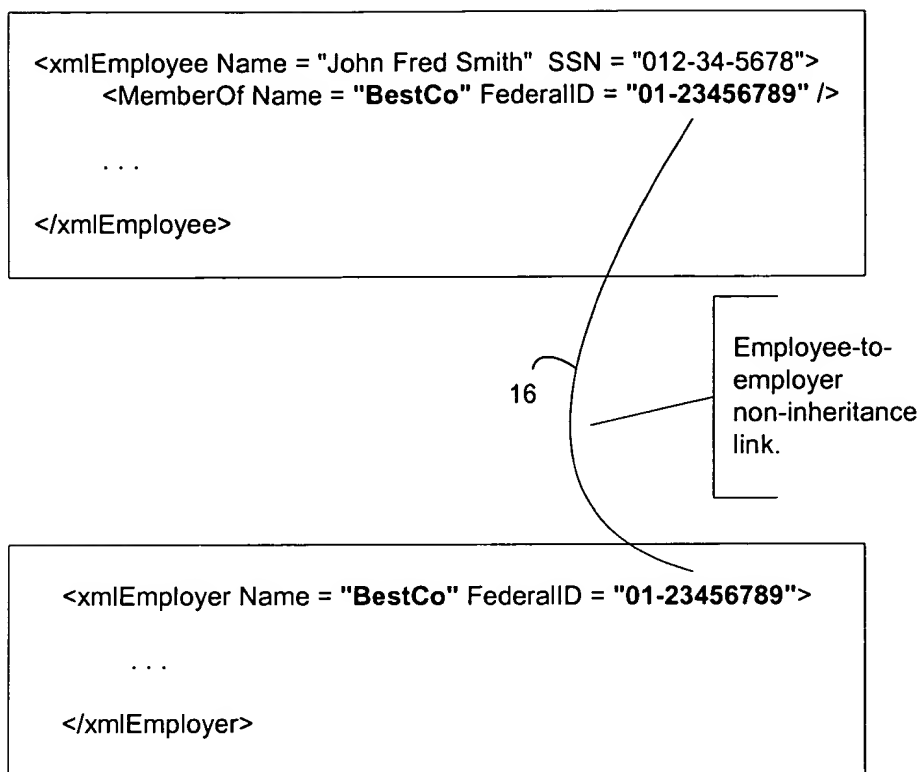 <xmlEmployee Name = "John Fred Smith"  SSN = "012-34-5678">
<MemberOf Name = "BestCo" FederalID = "01-23456789" />
. . .
</xmlEmployee>
16
Employee-to-
employer
non-inheritance
link.
<xmlEmployer Name = "BestCo" FederalID = "01-23456789">
. . .
</xmlEmployer>